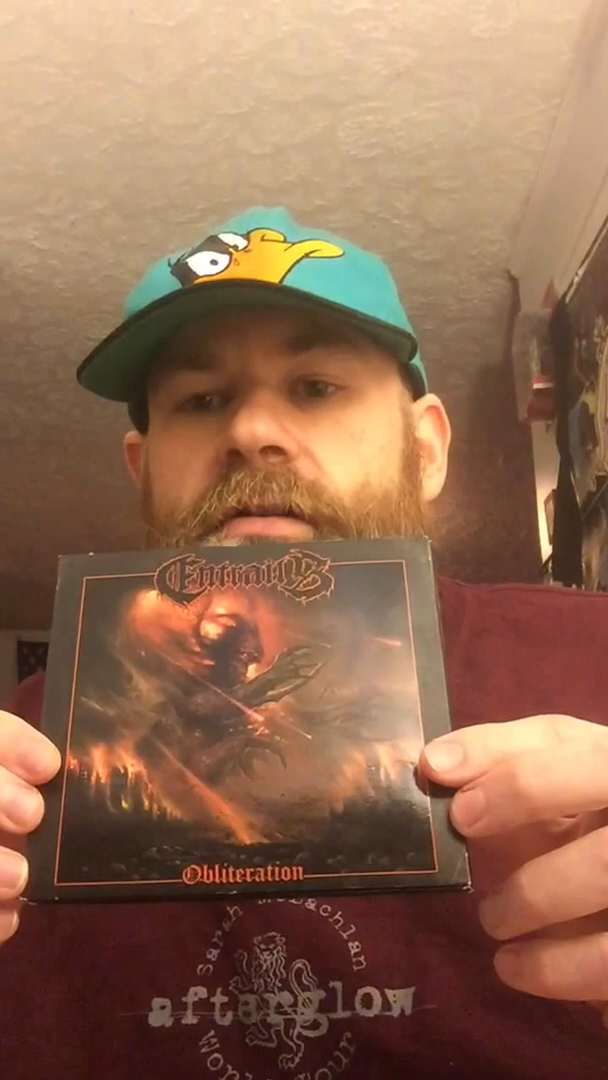 Entrails
Obliteration
Sarah McLachlan
afterglow
World Tour